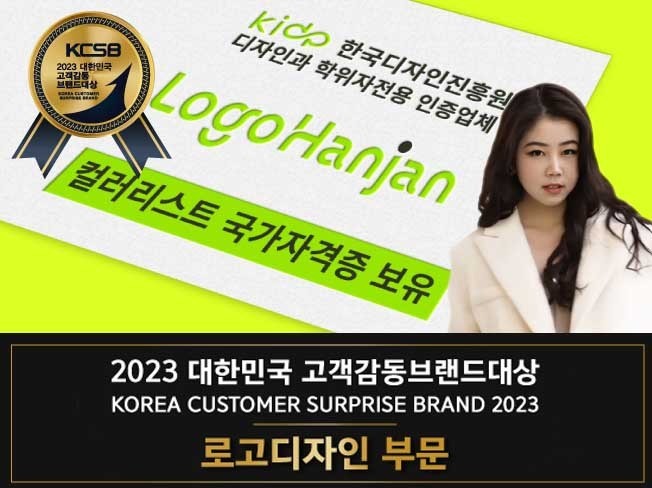 KCSB
2023 대한민국
고객감동
브랜드대상
KOREA CUSTOMER
SURPRISE BRAND
kidp 한국디자인진흥원
디자인과 학위자전용 인증업체
LogoHanjan
컬러리스트 국가자격증 보유
2023 대한민국 고객감동브랜드대상
KOREA CUSTOMER SURPRISE BRAND 2023
로고디자인 부문